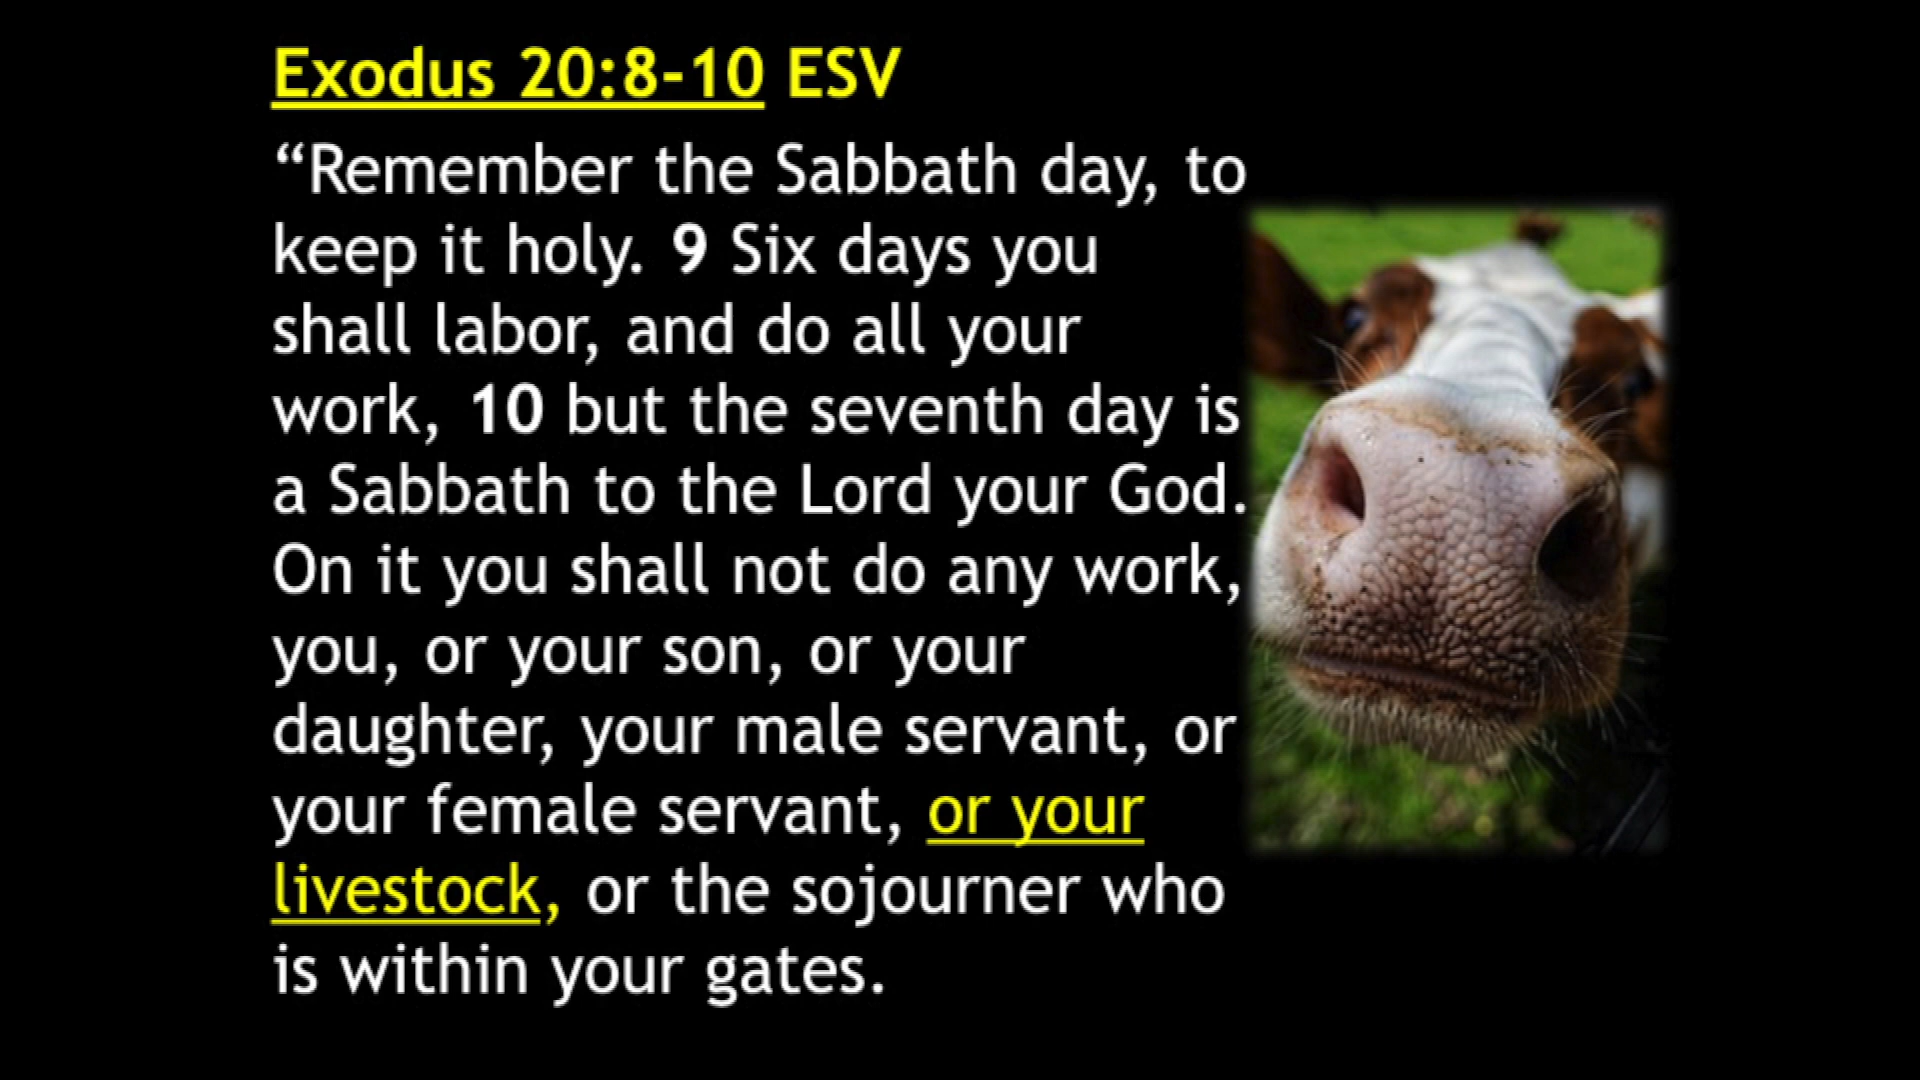 Exodus 20:8-10 ESV
“Remember the Sabbath day, to
keep it holy. 9 Six days you
shall labor, and do all your
work, 10 but the seventh day is
a Sabbath to the Lord your God.
On it you shall not do any work,
you, or your son, or your
daughter, your male servant, or
your female servant, or your
livestock, or the sojourner who
is within your gates.